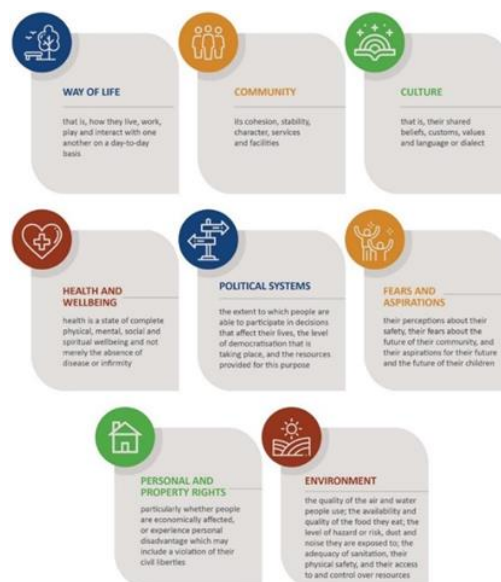 WAY OF LIFE
that is, how they live, work,
play and interact with one
another on a day-to-day
basis
COMMUNITY
its cohesion, stability,
character, services
and facilities
CULTURE
that is, their shared
beliefs, customs, values
and language or dialect
HEALTH AND
WELLBEING
health is a state of complete
physical, mental, social and
spiritual wellbeing and not
merely the absence of
disease or infirmity
POLITICAL SYSTEMS
the extent to which people are
able to participate in decisions
that affect their lives, the level
of democratisation that is
taking place, and the resources
provided for this purpose
FEARS AND
ASPIRATIONS
their perceptions about their
safety, their fears about the
future of their community, and
their aspirations for their future
and the future of their children
PERSONAL AND
PROPERTY RIGHTS
particularly whether people
are economically affected,
or experience personal
disadvantage which may
include a violation of their
civil liberties
ENVIRONMENT
the quality of the air and water
people use; the availability and
quality of the food they eat; the
level of hazard or risk, dust and
noise they are exposed to; the
adequacy of sanitation, their
physical safety, and their access
to and control over resources